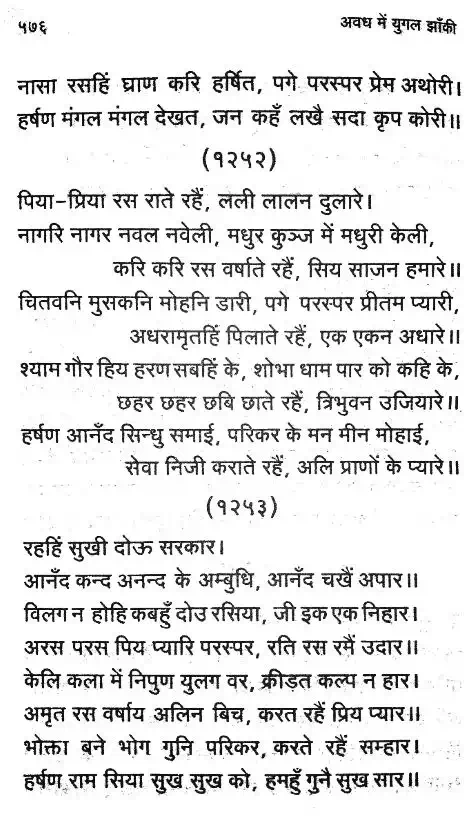 ५७६
अवध में युगल झाँकी
नासा रसहिं घ्राण करि हर्षित, पगे परस्पर प्रेम अथोरी।
हर्षण मंगल मंगल देखत, जन कहँ लखै सदा कृप कोरी॥
(१२५२)
पिया-प्रिया रस राते रहैं, लली लालन दुलारे।
नागरि नागर नवल नवेली, मधुर कुञ्ज में मधुरी केली,
करि करि रस वर्षाते रहैं, सिय साजन हमारे॥
चितवनि मुसकनि मोहनि डारी, पगे परस्पर प्रीतम प्यारी,
अधरामृतहिं पिलाते रहैं, एक एकन अधारे॥
श्याम गौर हिय हरण सबहिं के, शोभा धाम पार को कहि के,
छहर छहर छबि छाते रहैं, त्रिभुवन उजियारे॥
हर्षण आनँद सिन्धु समाई, परिकर के मन मीन मोहाई,
सेवा निजी कराते रहैं, अलि प्राणों के प्यारे॥
(१२५३)
रहहिं सुखी दोऊ सरकार।
आनँद कन्द अनन्द के अम्बुधि, आनँद चखैं अपार॥
विलग न होहि कबहुँ दोउ रसिया, जी इक एक निहार।
अरस परस पिय प्यारि परस्पर, रति रस रमैं उदार॥
केलि कला में निपुण युलग वर, क्रीड़त कल्प न हार।
अमृत रस वर्षाय अलिन बिच, करत रहैं प्रिय प्यार॥
भोक्ता बने भोग गुनि परिकर, करते रहैं सम्हार।
हर्षण राम सिया सुख सुख को, हमहुँ गुनै सुख सार॥